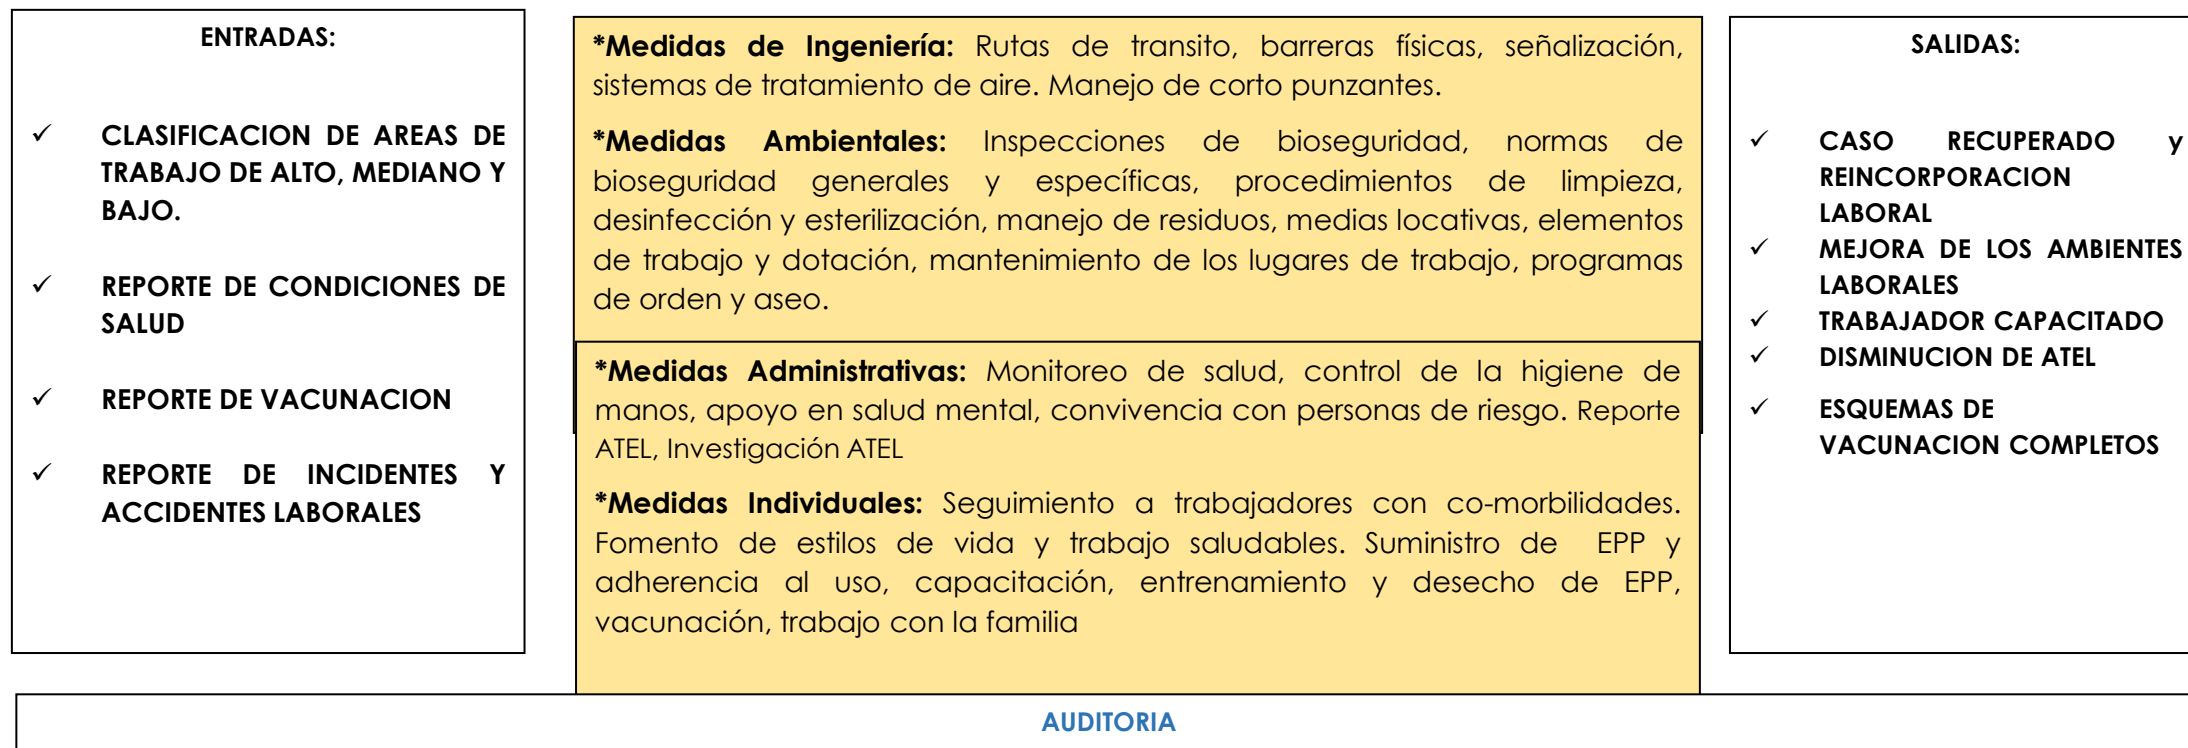 ENTRADAS:
✓ CLASIFICACION DE AREAS DE
TRABAJO DE ALTO, MEDIANO Y
BAJO.
✓ REPORTE DE CONDICIONES DE
SALUD
✓ REPORTE DE VACUNACION
✓ REPORTE DE INCIDENTES Y
ACCIDENTES LABORALES
*Medidas de Ingeniería: Rutas de transito, barreras físicas, señalización,
sistemas de tratamiento de aire. Manejo de corto punzantes.
*Medidas Ambientales: Inspecciones de bioseguridad, normas de
bioseguridad generales y específicas, procedimientos de limpieza,
desinfección y esterilización, manejo de residuos, medias locativas, elementos
de trabajo y dotación, mantenimiento de los lugares de trabajo, programas
de orden y aseo.
*Medidas Administrativas: Monitoreo de salud, control de la higiene de
manos, apoyo en salud mental, convivencia con personas de riesgo. Reporte
ATEL, Investigación ATEL
*Medidas Individuales: Seguimiento a trabajadores con co-morbilidades.
Fomento de estilos de vida y trabajo saludables. Suministro de EPP y
adherencia al uso, capacitación, entrenamiento y desecho de EPP,
vacunación, trabajo con la familia
SALIDAS:
✓ CASO RECUPERADO y
REINCORPORACION
LABORAL
✓ MEJORA DE LOS AMBIENTES
LABORALES
✓ TRABAJADOR CAPACITADO
✓ DISMINUCION DE ATEL
✓ ESQUEMAS DE
VACUNACION COMPLETOS
AUDITORIA